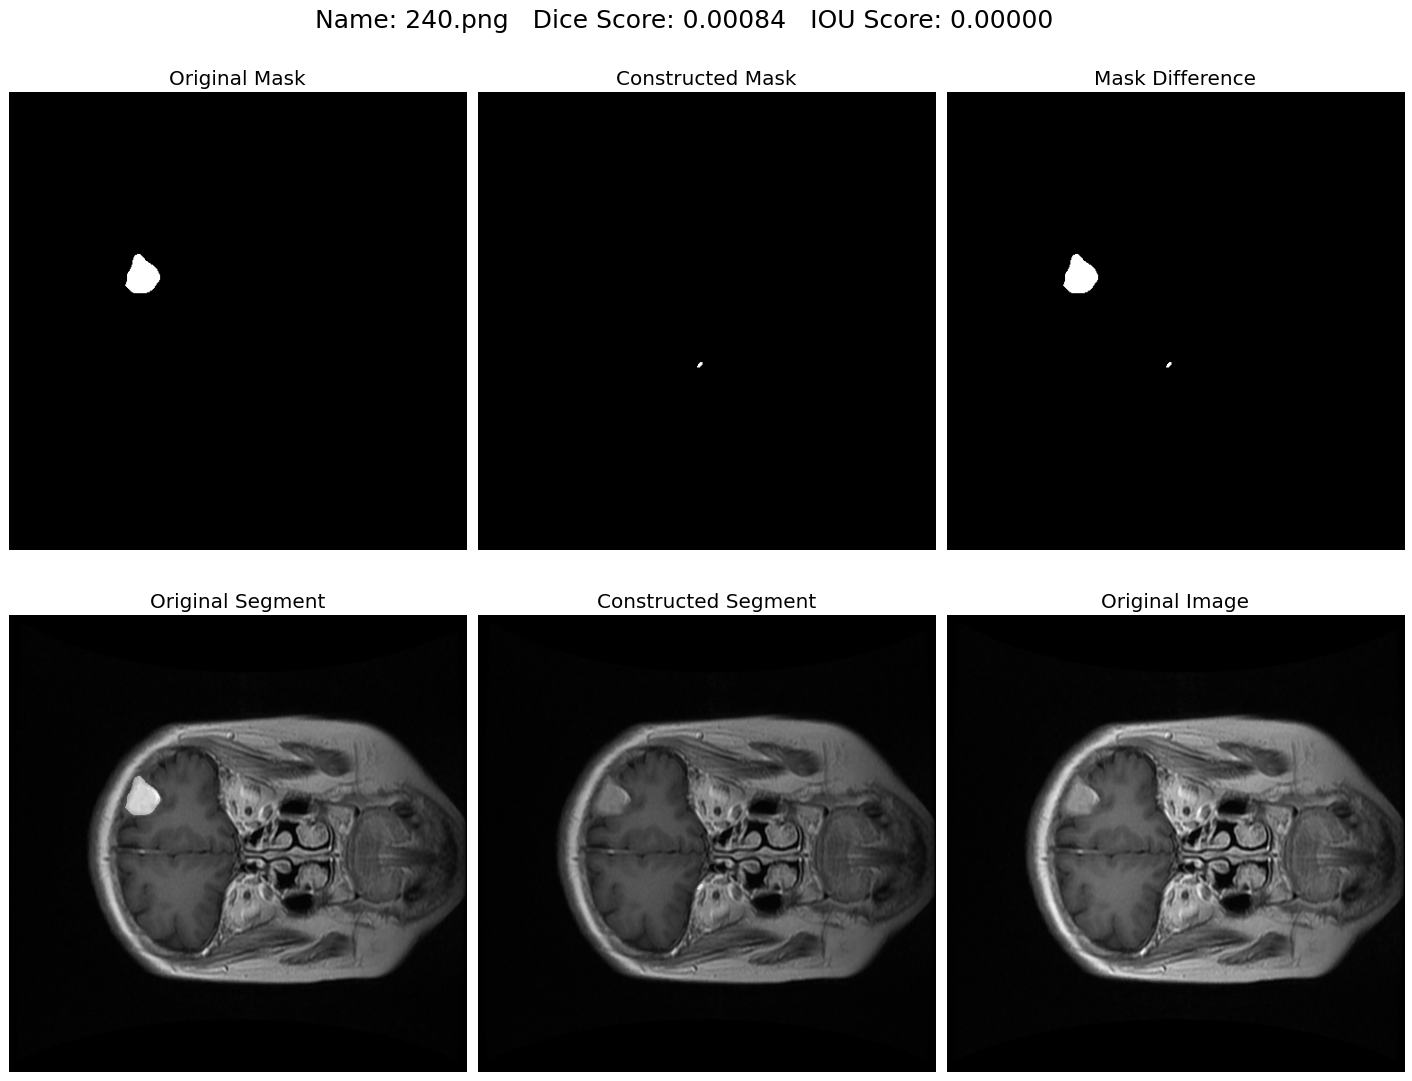 Name: 240.png   Dice Score: 0.00084   IOU Score: 0.00000
Original Mask
Constructed Mask
Mask Difference
Original Segment
Constructed Segment
Original Image